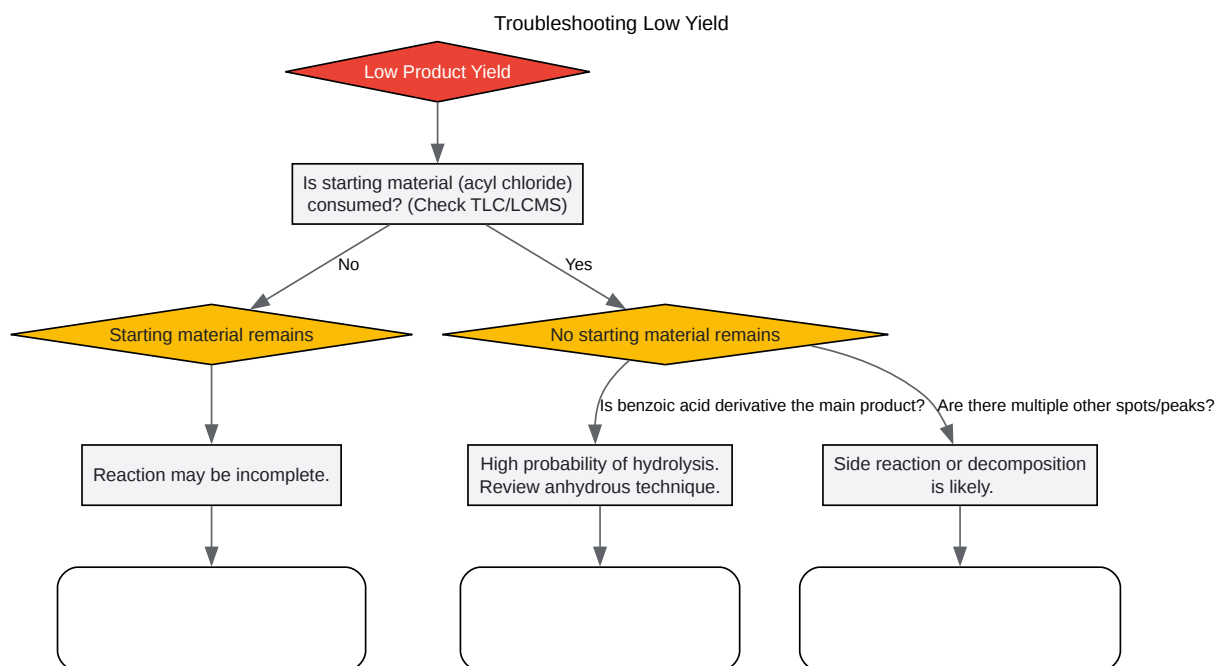 Troubleshooting Low Yield
Low Product Yield
Is starting material (acyl chloride)
consumed? (Check TLC/LCMS)
No
Yes
Starting material remains
No starting material remains
Is benzoic acid derivative the main product?
Are there multiple other spots/peaks?
Reaction may be incomplete.
High probability of hydrolysis.
Review anhydrous technique.
Side reaction or decomposition
is likely.